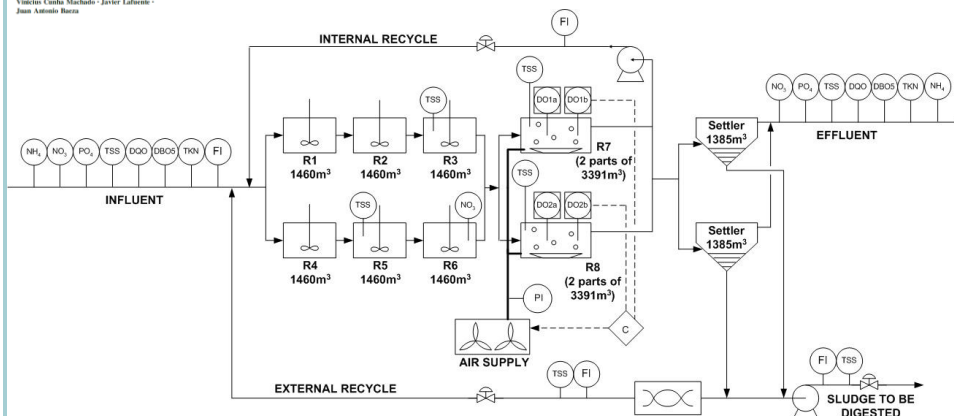 Vinicius Cunha Machado · Javier Lafuente ·
Juan Antonio Baeza
FI
INTERNAL RECYCLE
TSS
DO1a
DO1b
NO₃
PO₄
TSS
DQO
DBO5
TKN
NH₄
TSS
Settler
1385m³
EFFLUENT
NH₄
NO₃
PO₄
TSS
DQO
DBO5
TKN
FI
R1
1460m³
R2
1460m³
R3
1460m³
R7
(2 parts of
3391m³)
INFLUENT
TSS
TSS
NO₃
DO2a
DO2b
Settler
1385m³
R4
1460m³
R5
1460m³
R6
1460m³
R8
(2 parts of
3391m³)
PI
C
AIR SUPPLY
EXTERNAL RECYCLE
TSS
FI
FI
TSS
SLUDGE TO BE
DIGESTED